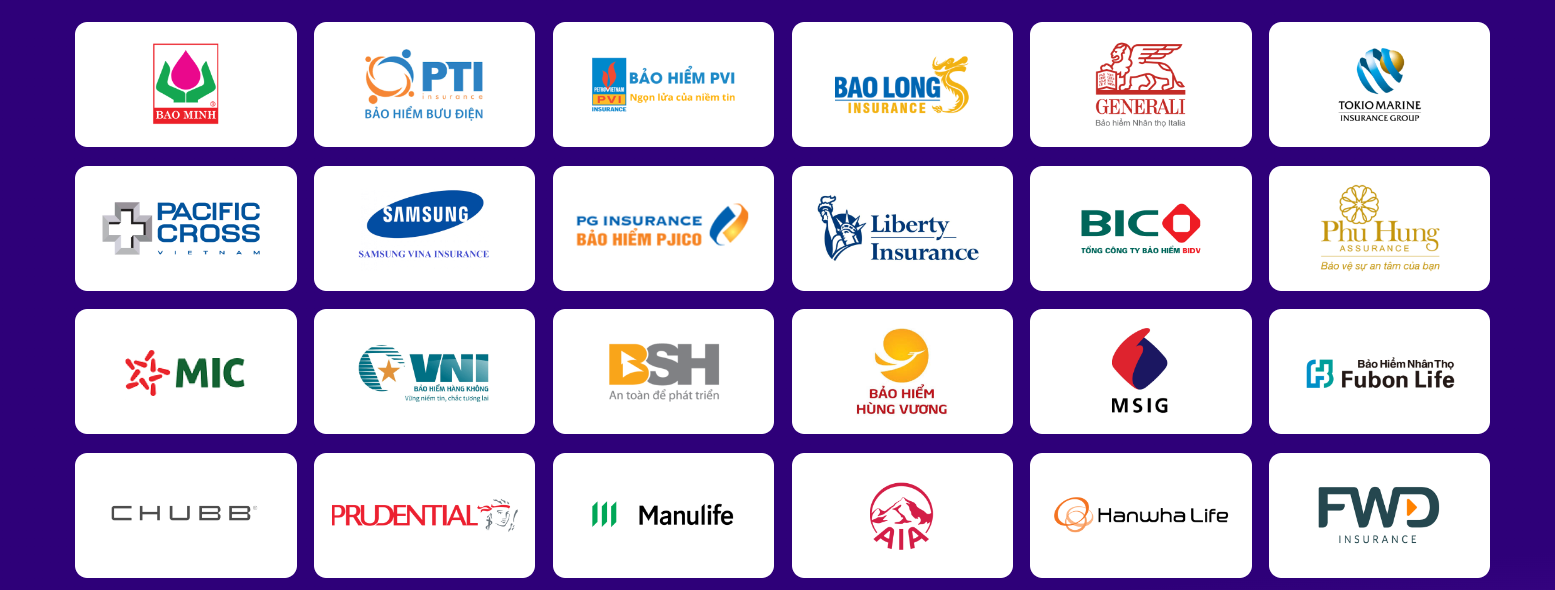 BAO MINH
®
PTI
insurance
BẢO HIỂM BƯU ĐIỆN
PETROVIETNAM
PVI
INSURANCE
BẢO HIỂM PVI
Ngọn lửa của niềm tin
BAO LONG
INSURANCE
GENERALI
Bảo hiểm Nhân thọ Italia
TOKIO MARINE
INSURANCE GROUP
PACIFIC
CROSS
VIETNAM
SAMSUNG
SAMSUNG VINA INSURANCE
PG INSURANCE
BẢO HIỂM PJICO
Liberty
Insurance
BIC
TỔNG CÔNG TY BẢO HIỂM BIDV
Phu Hung
ASSURANCE
Bảo vệ sự an tâm của bạn
MIC
VNI
BẢO HIỂM HÀNG KHÔNG
Vững niềm tin, chắc tương lai
BSH
An toàn để phát triển
BẢO HIỂM
HÙNG VƯƠNG
MSIG
Bảo Hiểm Nhân Thọ
Fubon Life
CHUBB
PRUDENTIAL
Manulife
AIA
Hanwha Life
FWD
INSURANCE